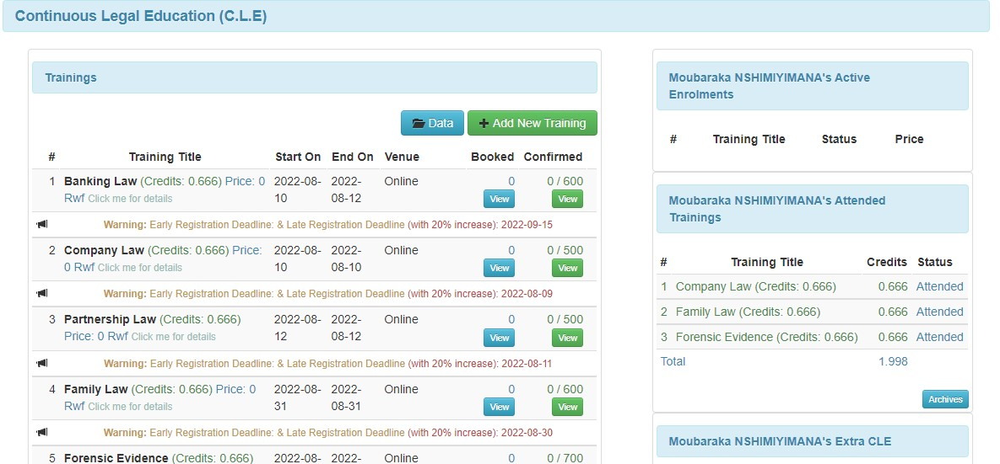 Continuous Legal Education (C.L.E)
Trainings
Data
Add New Training
# Training Title Start On End On Venue Booked Confirmed
1 Banking Law (Credits: 0.666) Price: 0 2022-08- 2022- Online 0 0 / 600
Rwf Click me for details 10 08-12 View View
Warning: Early Registration Deadline: & Late Registration Deadline (with 20% increase): 2022-09-15
2 Company Law (Credits: 0.666) Price: 2022-08- 2022- Online 0 0 / 500
0 Rwf Click me for details 10 08-10 View View
Warning: Early Registration Deadline: & Late Registration Deadline (with 20% increase): 2022-08-09
3 Partnership Law (Credits: 0.666) 2022-08- 2022- Online 0 0 / 500
Price: 0 Rwf Click me for details 12 08-12 View View
Warning: Early Registration Deadline: & Late Registration Deadline (with 20% increase): 2022-08-11
4 Family Law (Credits: 0.666) Price: 0 2022-08- 2022- Online 0 0 / 600
Rwf Click me for details 31 08-31 View View
Warning: Early Registration Deadline: & Late Registration Deadline (with 20% increase): 2022-08-30
5 Forensic Evidence (Credits: 0.666) 2022-08- 2022- Online 0 0 / 700
Moubaraka NSHIMIYIMANA's Active
Enrolments
# Training Title Status Price
Moubaraka NSHIMIYIMANA's Attended
Trainings
# Training Title Credits Status
1 Company Law (Credits: 0.666) 0.666 Attended
2 Family Law (Credits: 0.666) 0.666 Attended
3 Forensic Evidence (Credits: 0.666) 0.666 Attended
Total 1.998
Archives
Moubaraka NSHIMIYIMANA's Extra CLE